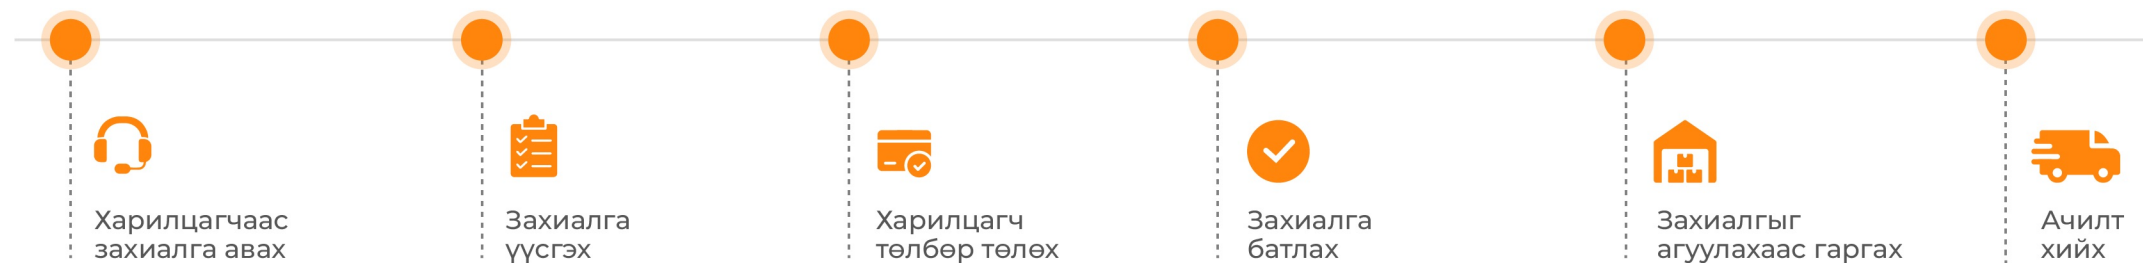 Харилцагчаас
захиалга авах
Захиалга
үүсгэх
Харилцагч
төлбөр төлөх
Захиалга
батлах
Захиалгыг
агуулахаас гаргах
Ачилт
хийх